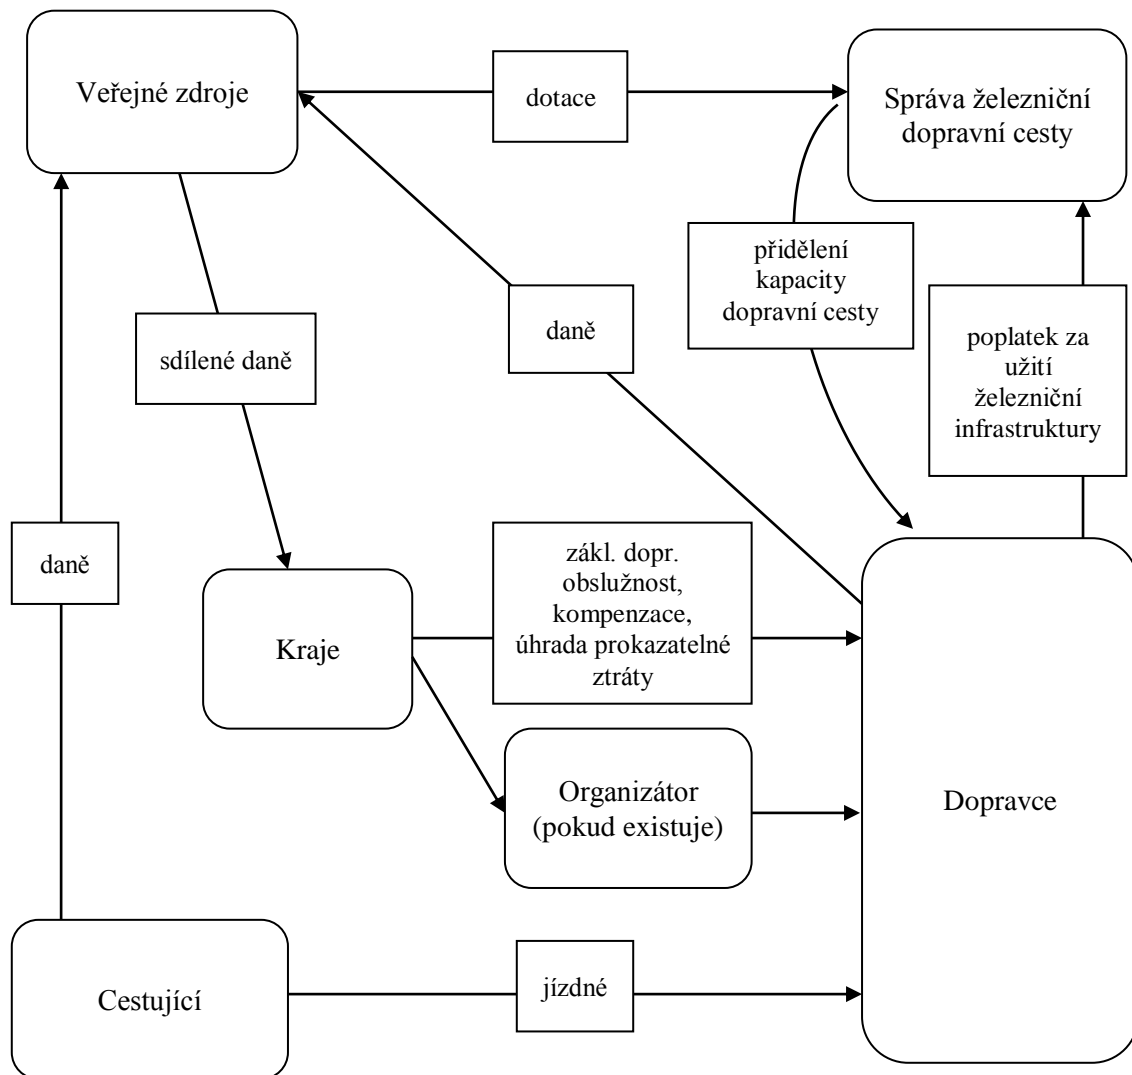 Veřejné zdroje
dotace
Správa železniční
dopravní cesty
přidělení
kapacity
dopravní cesty
daně
poplatek za
užití
železniční
infrastruktury
sdílené daně
daně
zákl. dopr.
obslužnost,
kompenzace,
úhrada prokazatelné
ztráty
Kraje
Organizátor
(pokud existuje)
Dopravce
Cestující
jízdné